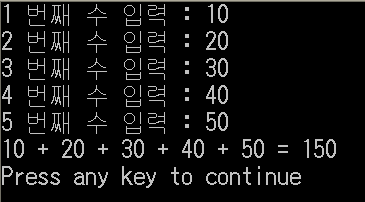 1 번째 수 입력 : 10
2 번째 수 입력 : 20
3 번째 수 입력 : 30
4 번째 수 입력 : 40
5 번째 수 입력 : 50
10 + 20 + 30 + 40 + 50 = 150
Press any key to continue